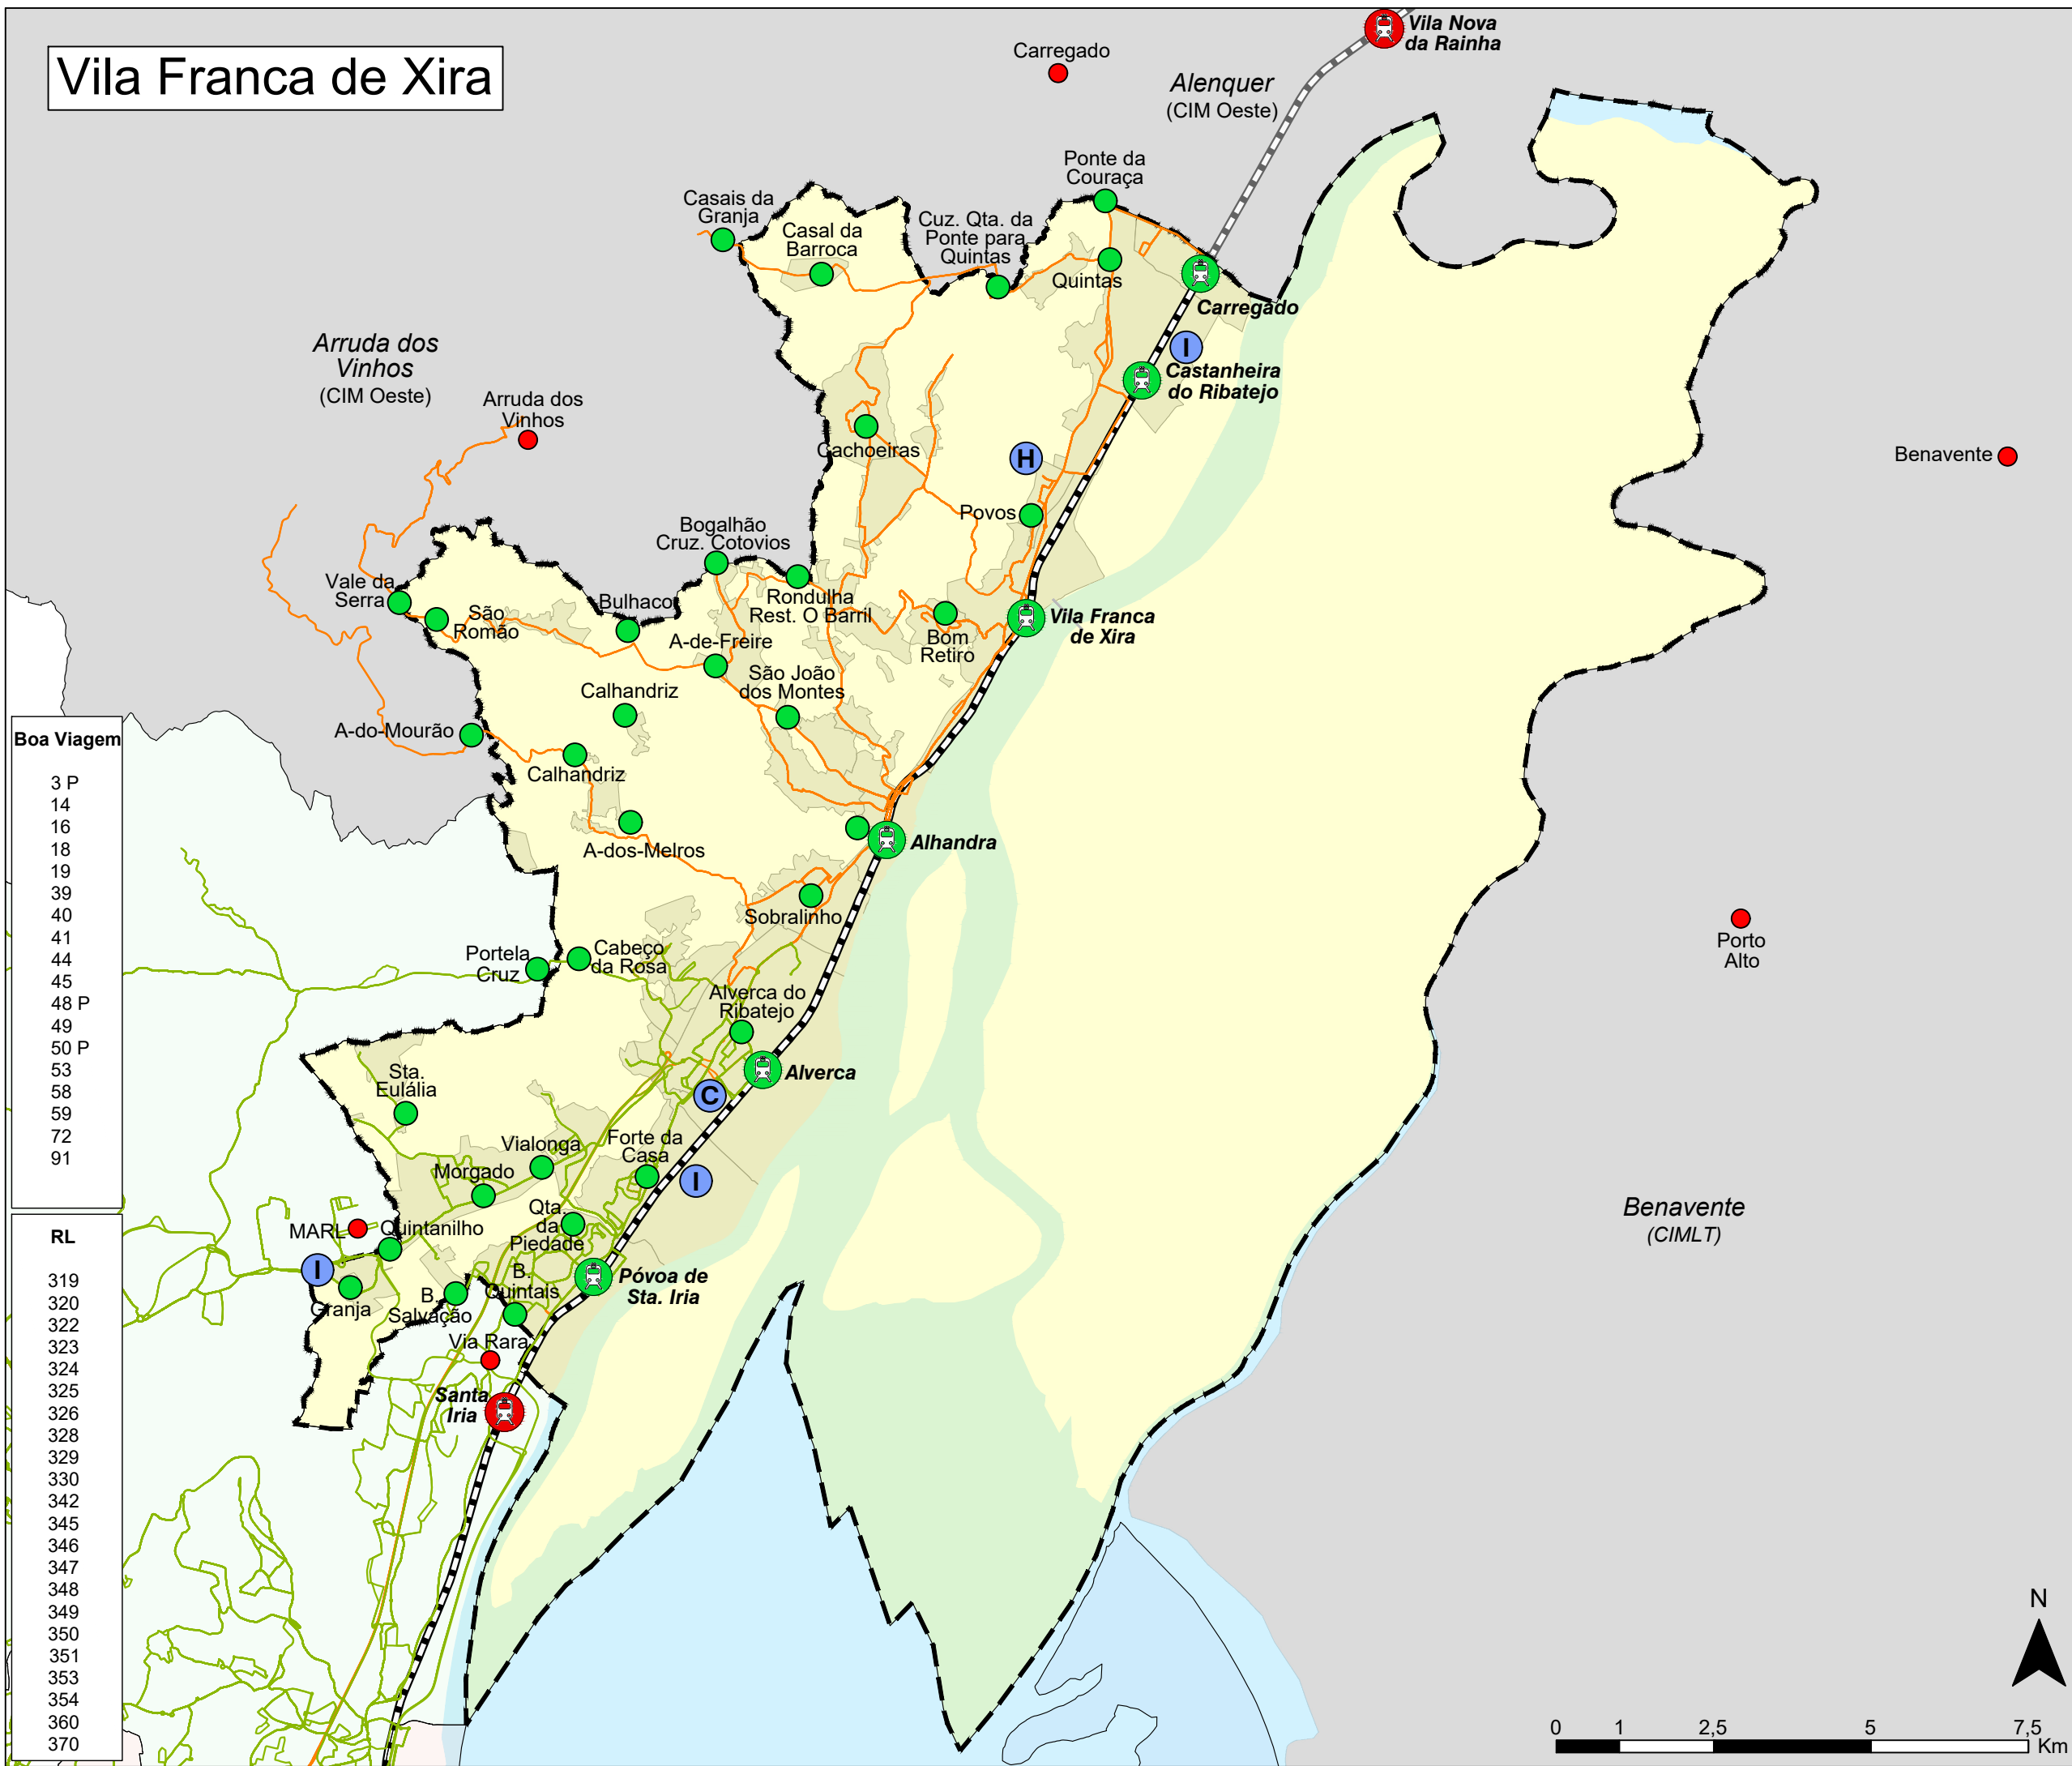 Vila Franca de Xira
Vila Nova
da Rainha
Carregado
Alenquer
(CIM Oeste)
Ponte da
Couraça
Casais da
Granja
Casal da
Barroca
Cuz. Qta. da
Ponte para
Quintas
Quintas
Carregado
I
Castanheira
do Ribatejo
Arruda dos
Vinhos
(CIM Oeste)
Arruda dos
Vinhos
Cachoeiras
H
Benavente
Povos
Bogalhão
Cruz. Cotovios
Vale da
Serra
São
Romão
Bulhaco
Rondulha
Rest. O Barril
Bom
Retiro
Vila Franca
de Xira
A-de-Freire
São João
dos Montes
Calhandriz
A-do-Mourão
Calhandriz
A-dos-Melros
Alhandra
Sobralinho
Porto
Alto
Portela
Cruz
Cabeço
da Rosa
Alverca do
Ribatejo
Alverca
C
Sta.
Eulália
Vialonga
Forte da
Casa
I
Morgado
Qta.
da
Piedade
MARL
Quintanilho
I
Granja
B.
Salvação
B.
Quintais
Póvoa de
Sta. Iria
Via Rara
Santa
Iria
Benavente
(CIMLT)
Boa Viagem
3 P
14
16
18
19
39
40
41
44
45
48 P
49
50 P
53
58
59
72
91
RL
319
320
322
323
324
325
326
328
329
330
342
345
346
347
348
349
350
351
353
354
360
370
N
0 1 2,5 5 7,5
Km